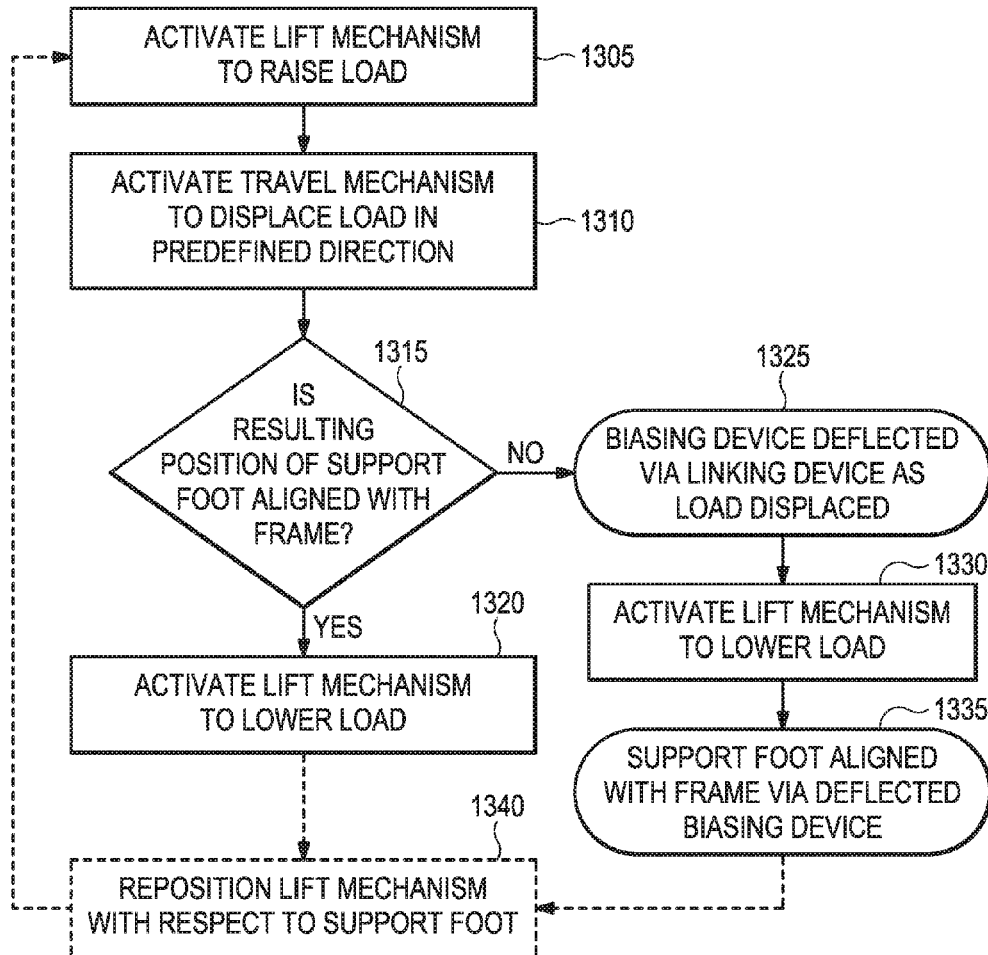 ACTIVATE LIFT MECHANISM
TO RAISE LOAD
1305
ACTIVATE TRAVEL MECHANISM
TO DISPLACE LOAD IN
PREDEFINED DIRECTION
1310
1315
IS
RESULTING
POSITION OF SUPPORT
FOOT ALIGNED WITH
FRAME?
NO
1325
BIASING DEVICE DEFLECTED
VIA LINKING DEVICE AS
LOAD DISPLACED
YES
1320
ACTIVATE LIFT MECHANISM
TO LOWER LOAD
1330
ACTIVATE LIFT MECHANISM
TO LOWER LOAD
1335
SUPPORT FOOT ALIGNED
WITH FRAME VIA DEFLECTED
BIASING DEVICE
1340
REPOSITION LIFT MECHANISM
WITH RESPECT TO SUPPORT FOOT